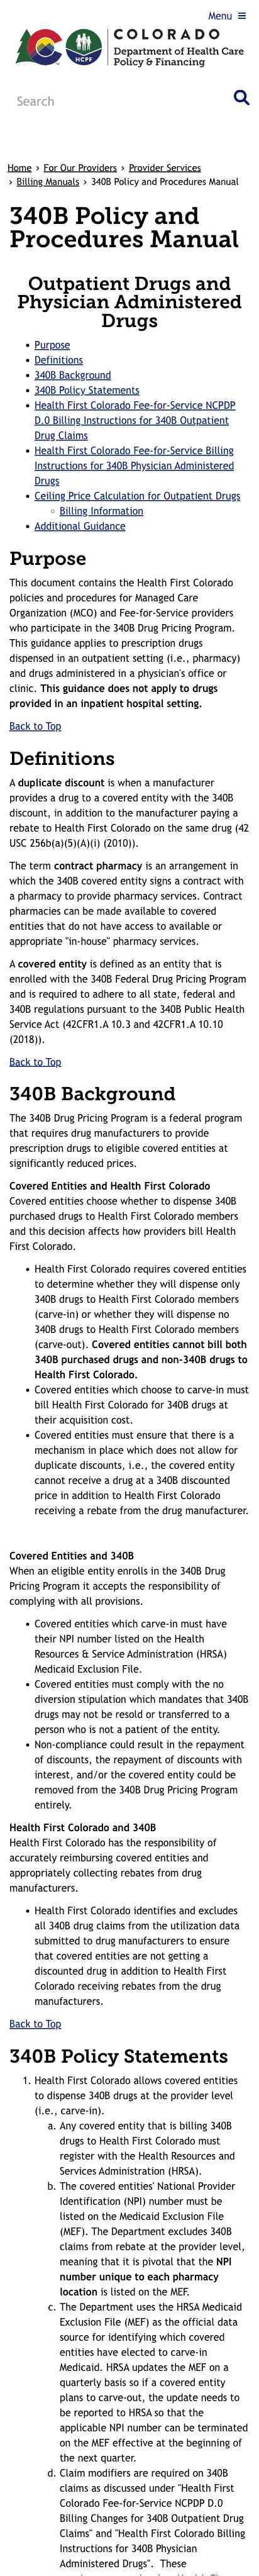 Menu ≡
COLORADO
Department of Health Care
Policy & Financing
HCPF
TM
Search
Home › For Our Providers › Provider Services
› Billing Manuals › 340B Policy and Procedures Manual
340B Policy and
Procedures Manual
Outpatient Drugs and
Physician Administered
Drugs
• Purpose
• Definitions
• 340B Background
• 340B Policy Statements
• Health First Colorado Fee-for-Service NCPDP
D.0 Billing Instructions for 340B Outpatient
Drug Claims
• Health First Colorado Fee-for-Service Billing
Instructions for 340B Physician Administered
Drugs
• Ceiling Price Calculation for Outpatient Drugs
◦ Billing Information
• Additional Guidance
Purpose
This document contains the Health First Colorado
policies and procedures for Managed Care
Organization (MCO) and Fee-for-Service providers
who participate in the 340B Drug Pricing Program.
This guidance applies to prescription drugs
dispensed in an outpatient setting (i.e., pharmacy)
and drugs administered in a physician's office or
clinic. This guidance does not apply to drugs
provided in an inpatient hospital setting.
Back to Top
Definitions
A duplicate discount is when a manufacturer
provides a drug to a covered entity with the 340B
discount, in addition to the manufacturer paying a
rebate to Health First Colorado on the same drug (42
USC 256b(a)(5)(A)(i) (2010)).
The term contract pharmacy is an arrangement in
which the 340B covered entity signs a contract with
a pharmacy to provide pharmacy services. Contract
pharmacies can be made available to covered
entities that do not have access to available or
appropriate "in-house" pharmacy services.
A covered entity is defined as an entity that is
enrolled with the 340B Federal Drug Pricing Program
and is required to adhere to all state, federal and
340B regulations pursuant to the 340B Public Health
Service Act (42CFR1.A 10.3 and 42CFR1.A 10.10
(2018)).
Back to Top
340B Background
The 340B Drug Pricing Program is a federal program
that requires drug manufacturers to provide
prescription drugs to eligible covered entities at
significantly reduced prices.
Covered Entities and Health First Colorado
Covered entities choose whether to dispense 340B
purchased drugs to Health First Colorado members
and this decision affects how providers bill Health
First Colorado.
• Health First Colorado requires covered entities
to determine whether they will dispense only
340B drugs to Health First Colorado members
(carve-in) or whether they will dispense no
340B drugs to Health First Colorado members
(carve-out). Covered entities cannot bill both
340B purchased drugs and non-340B drugs to
Health First Colorado.
• Covered entities which choose to carve-in must
bill Health First Colorado for 340B drugs at
their acquisition cost.
• Covered entities must ensure that there is a
mechanism in place which does not allow for
duplicate discounts, i.e., the covered entity
cannot receive a drug at a 340B discounted
price in addition to Health First Colorado
receiving a rebate from the drug manufacturer.
Covered Entities and 340B
When an eligible entity enrolls in the 340B Drug
Pricing Program it accepts the responsibility of
complying with all provisions.
• Covered entities which carve-in must have
their NPI number listed on the Health
Resources & Service Administration (HRSA)
Medicaid Exclusion File.
• Covered entities must comply with the no
diversion stipulation which mandates that 340B
drugs may not be resold or transferred to a
person who is not a patient of the entity.
• Non-compliance could result in the repayment
of discounts, the repayment of discounts with
interest, and/or the covered entity could be
removed from the 340B Drug Pricing Program
entirely.
Health First Colorado and 340B
Health First Colorado has the responsibility of
accurately reimbursing covered entities and
appropriately collecting rebates from drug
manufacturers.
• Health First Colorado identifies and excludes
all 340B drug claims from the utilization data
submitted to drug manufacturers to ensure
that covered entities are not getting a
discounted drug in addition to Health First
Colorado receiving rebates from the drug
manufacturers.
Back to Top
340B Policy Statements
1. Health First Colorado allows covered entities
to dispense 340B drugs at the provider level
(i.e., carve-in).
a. Any covered entity that is billing 340B
drugs to Health First Colorado must
register with the Health Resources and
Services Administration (HRSA).
b. The covered entities' National Provider
Identification (NPI) number must be
listed on the Medicaid Exclusion File
(MEF). The Department excludes 340B
claims from rebate at the provider level,
meaning that it is pivotal that the NPI
number unique to each pharmacy
location is listed on the MEF.
c. The Department uses the HRSA Medicaid
Exclusion File (MEF) as the official data
source for identifying which covered
entities have elected to carve-in
Medicaid. HRSA updates the MEF on a
quarterly basis so if a covered entity
plans to carve-out, the update needs to
be reported to HRSA so that the
applicable NPI number can be terminated
on the MEF effective at the beginning of
the next quarter.
d. Claim modifiers are required on 340B
claims as discussed under "Health First
Colorado Fee-for-Service NCPDP D.0
Billing Changes for 340B Outpatient Drug
Claims" and "Health First Colorado Billing
Instructions for 340B Physician
Administered Drugs". These